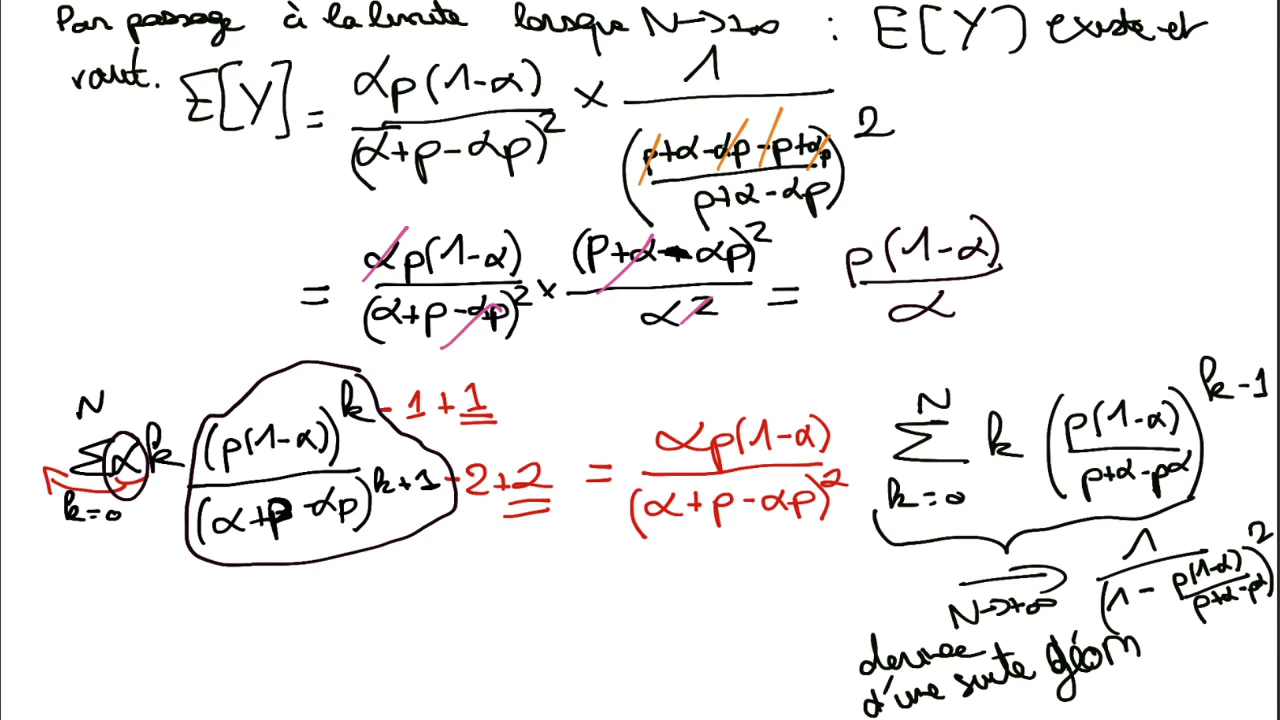 Par passage à la limite lorsque N→+∞ : E[Y] existe et
vaut. E[Y] = αp(1-α)/(α+p-αp)² × 1/((p+α-αp-p+αp)/(p+α-αp))²
= αp(1-α)/(α+p-αp)² × (p+α-αp)²/α² = p(1-α)/α
∑_{k=0}^{N} αk (p(1-α))^{k-1+1}/(α+p-αp)^{k+1-2+2} = αp(1-α)/(α+p-αp)² ∑_{k=0}^{N} k (p(1-α)/(p+α-pα))^{k-1}
→_{N→+∞} 1/(1-p(1-α)/(p+α-pα))²
dérivée
d'une suite géom